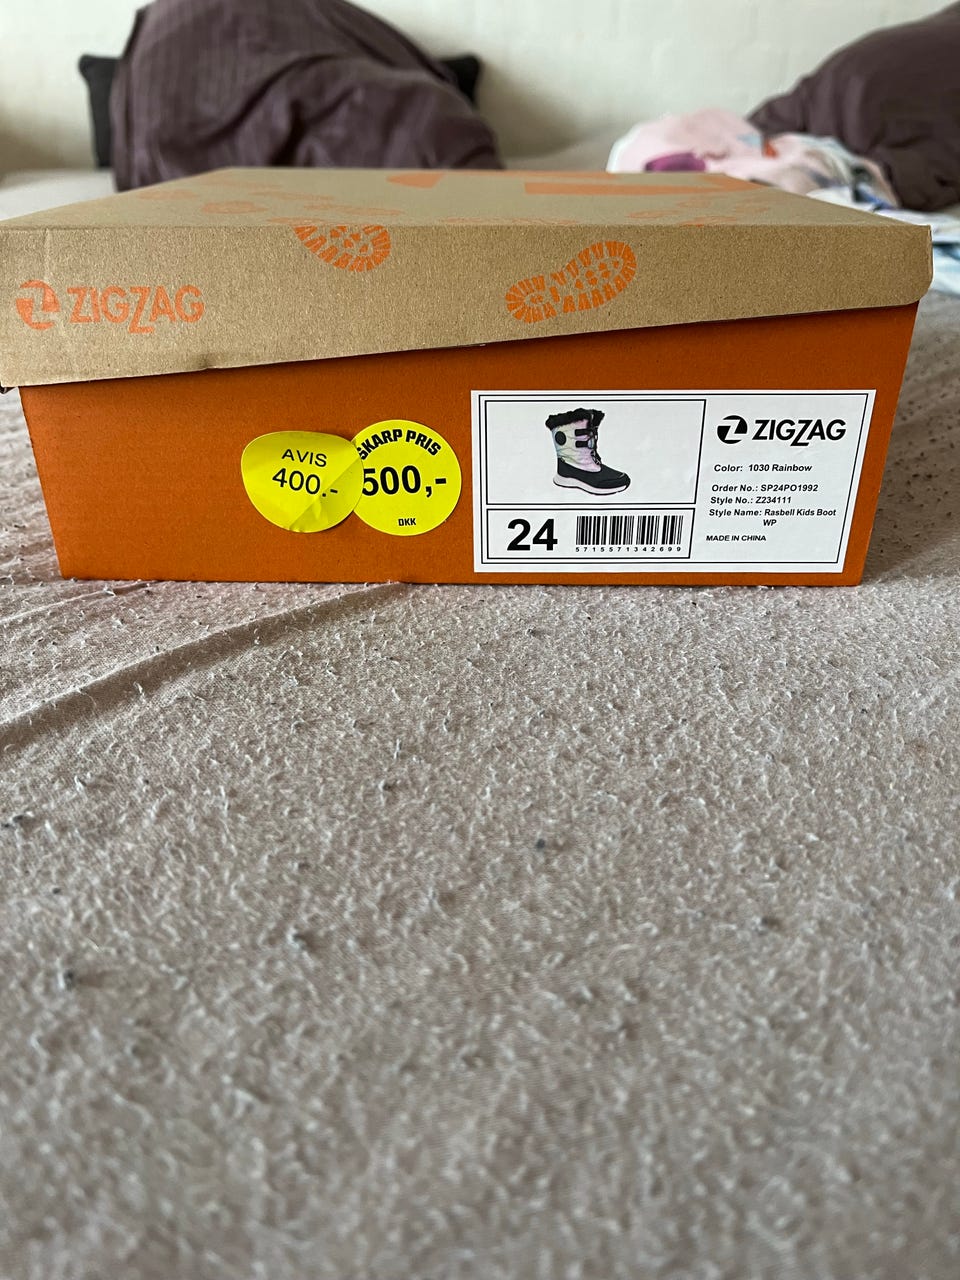 ZIGZAG
AVIS
400.-
SKARP PRIS
500,-
DKK
ZIGZAG
Color: 1030 Rainbow
Order No.: SP24PO1992
Style No.: Z234111
Style Name: Rasbell Kids Boot
WP
MADE IN CHINA
24
5715571342699